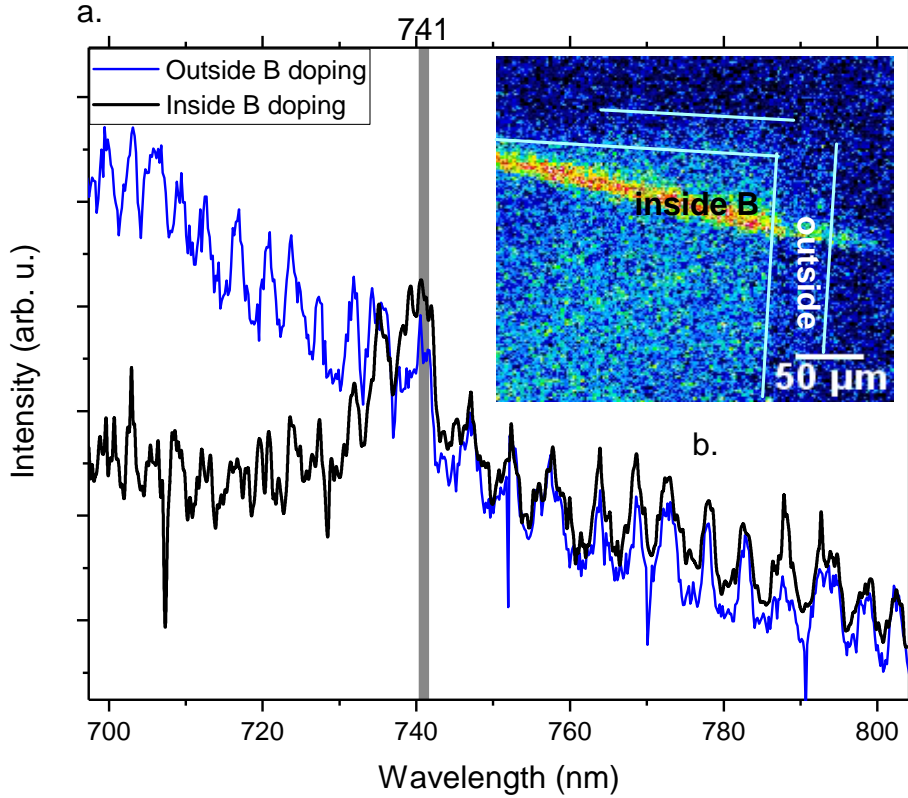 a.
741
Outside B doping
Inside B doping
inside B
outside
50 µm
b.
Intensity (arb. u.)
700 720 740 760 780 800
Wavelength (nm)